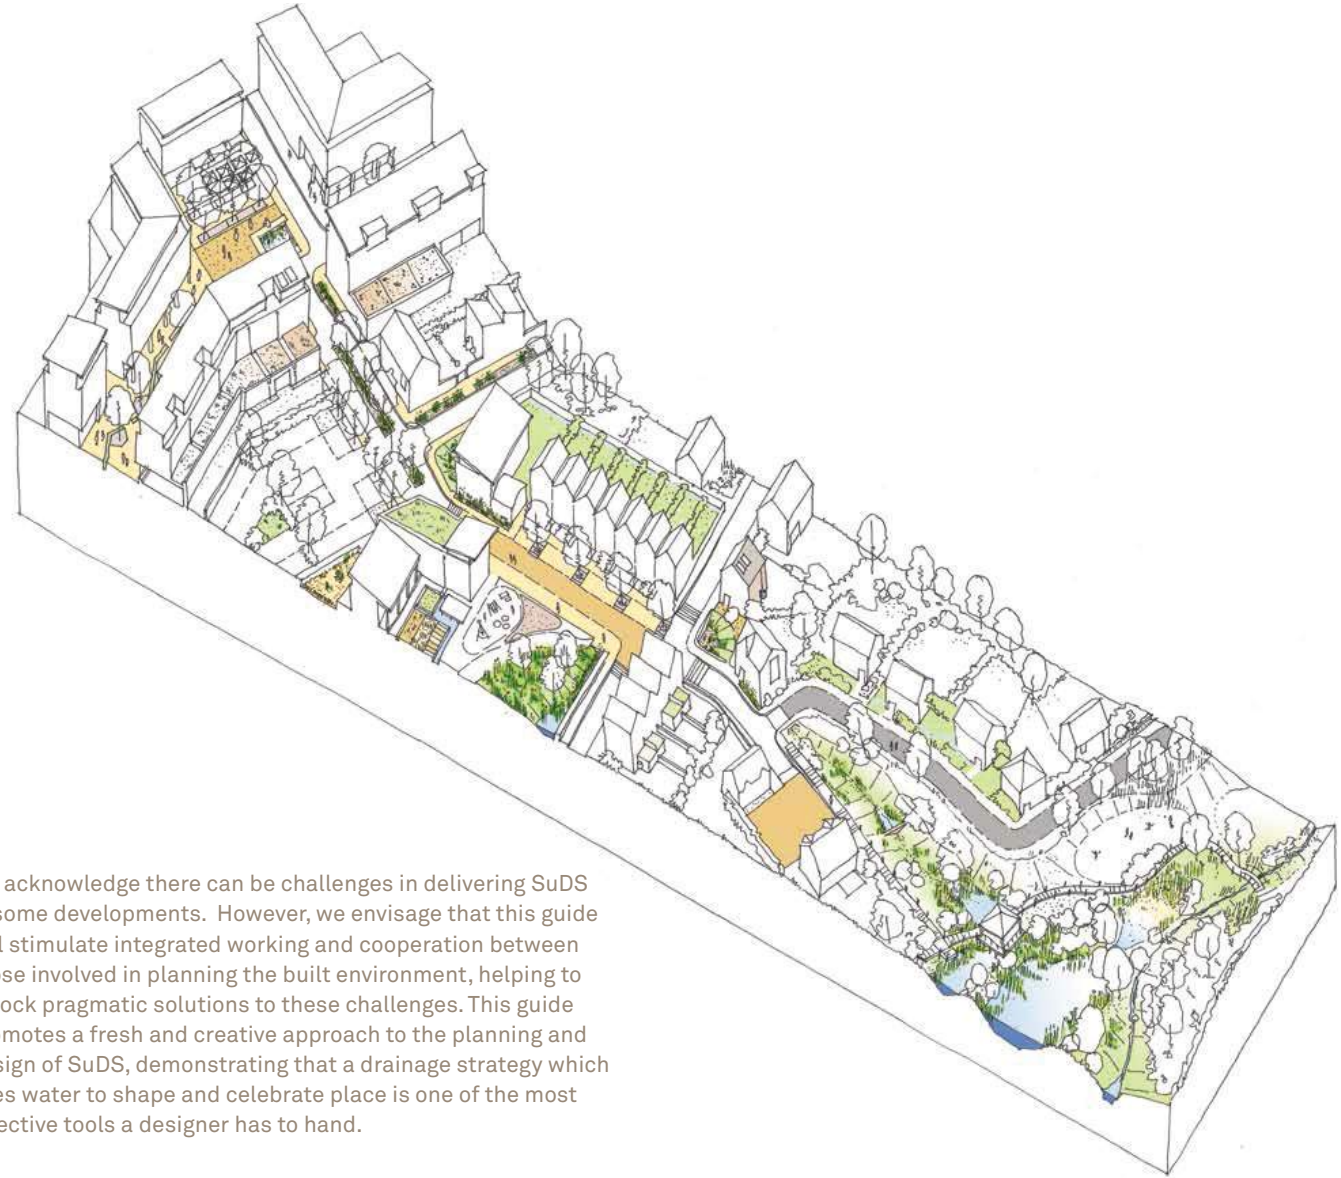 acknowledge there can be challenges in delivering SuDS
some developments. However, we envisage that this guide
l stimulate integrated working and cooperation between
se involved in planning the built environment, helping to
ock pragmatic solutions to these challenges. This guide
motes a fresh and creative approach to the planning and
sign of SuDS, demonstrating that a drainage strategy which
es water to shape and celebrate place is one of the most
ective tools a designer has to hand.